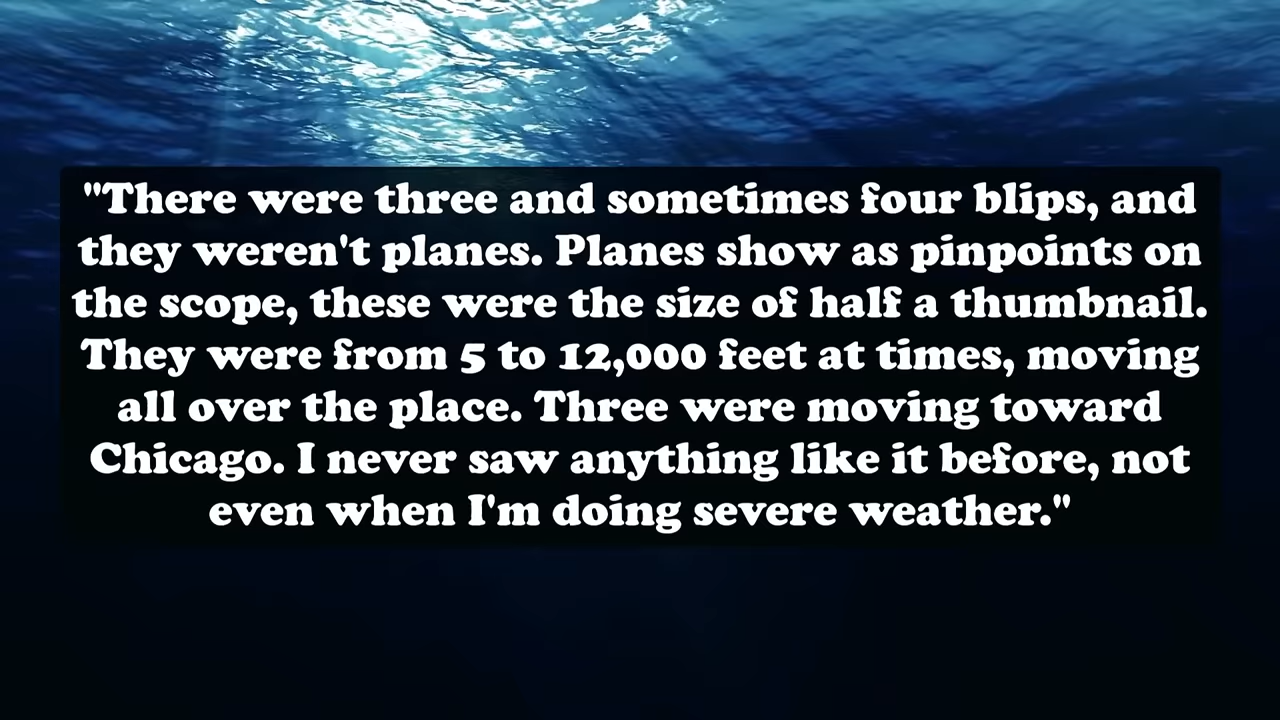 "There were three and sometimes four blips, and
they weren't planes. Planes show as pinpoints on
the scope, these were the size of half a thumbnail.
They were from 5 to 12,000 feet at times, moving
all over the place. Three were moving toward
Chicago. I never saw anything like it before, not
even when I'm doing severe weather."